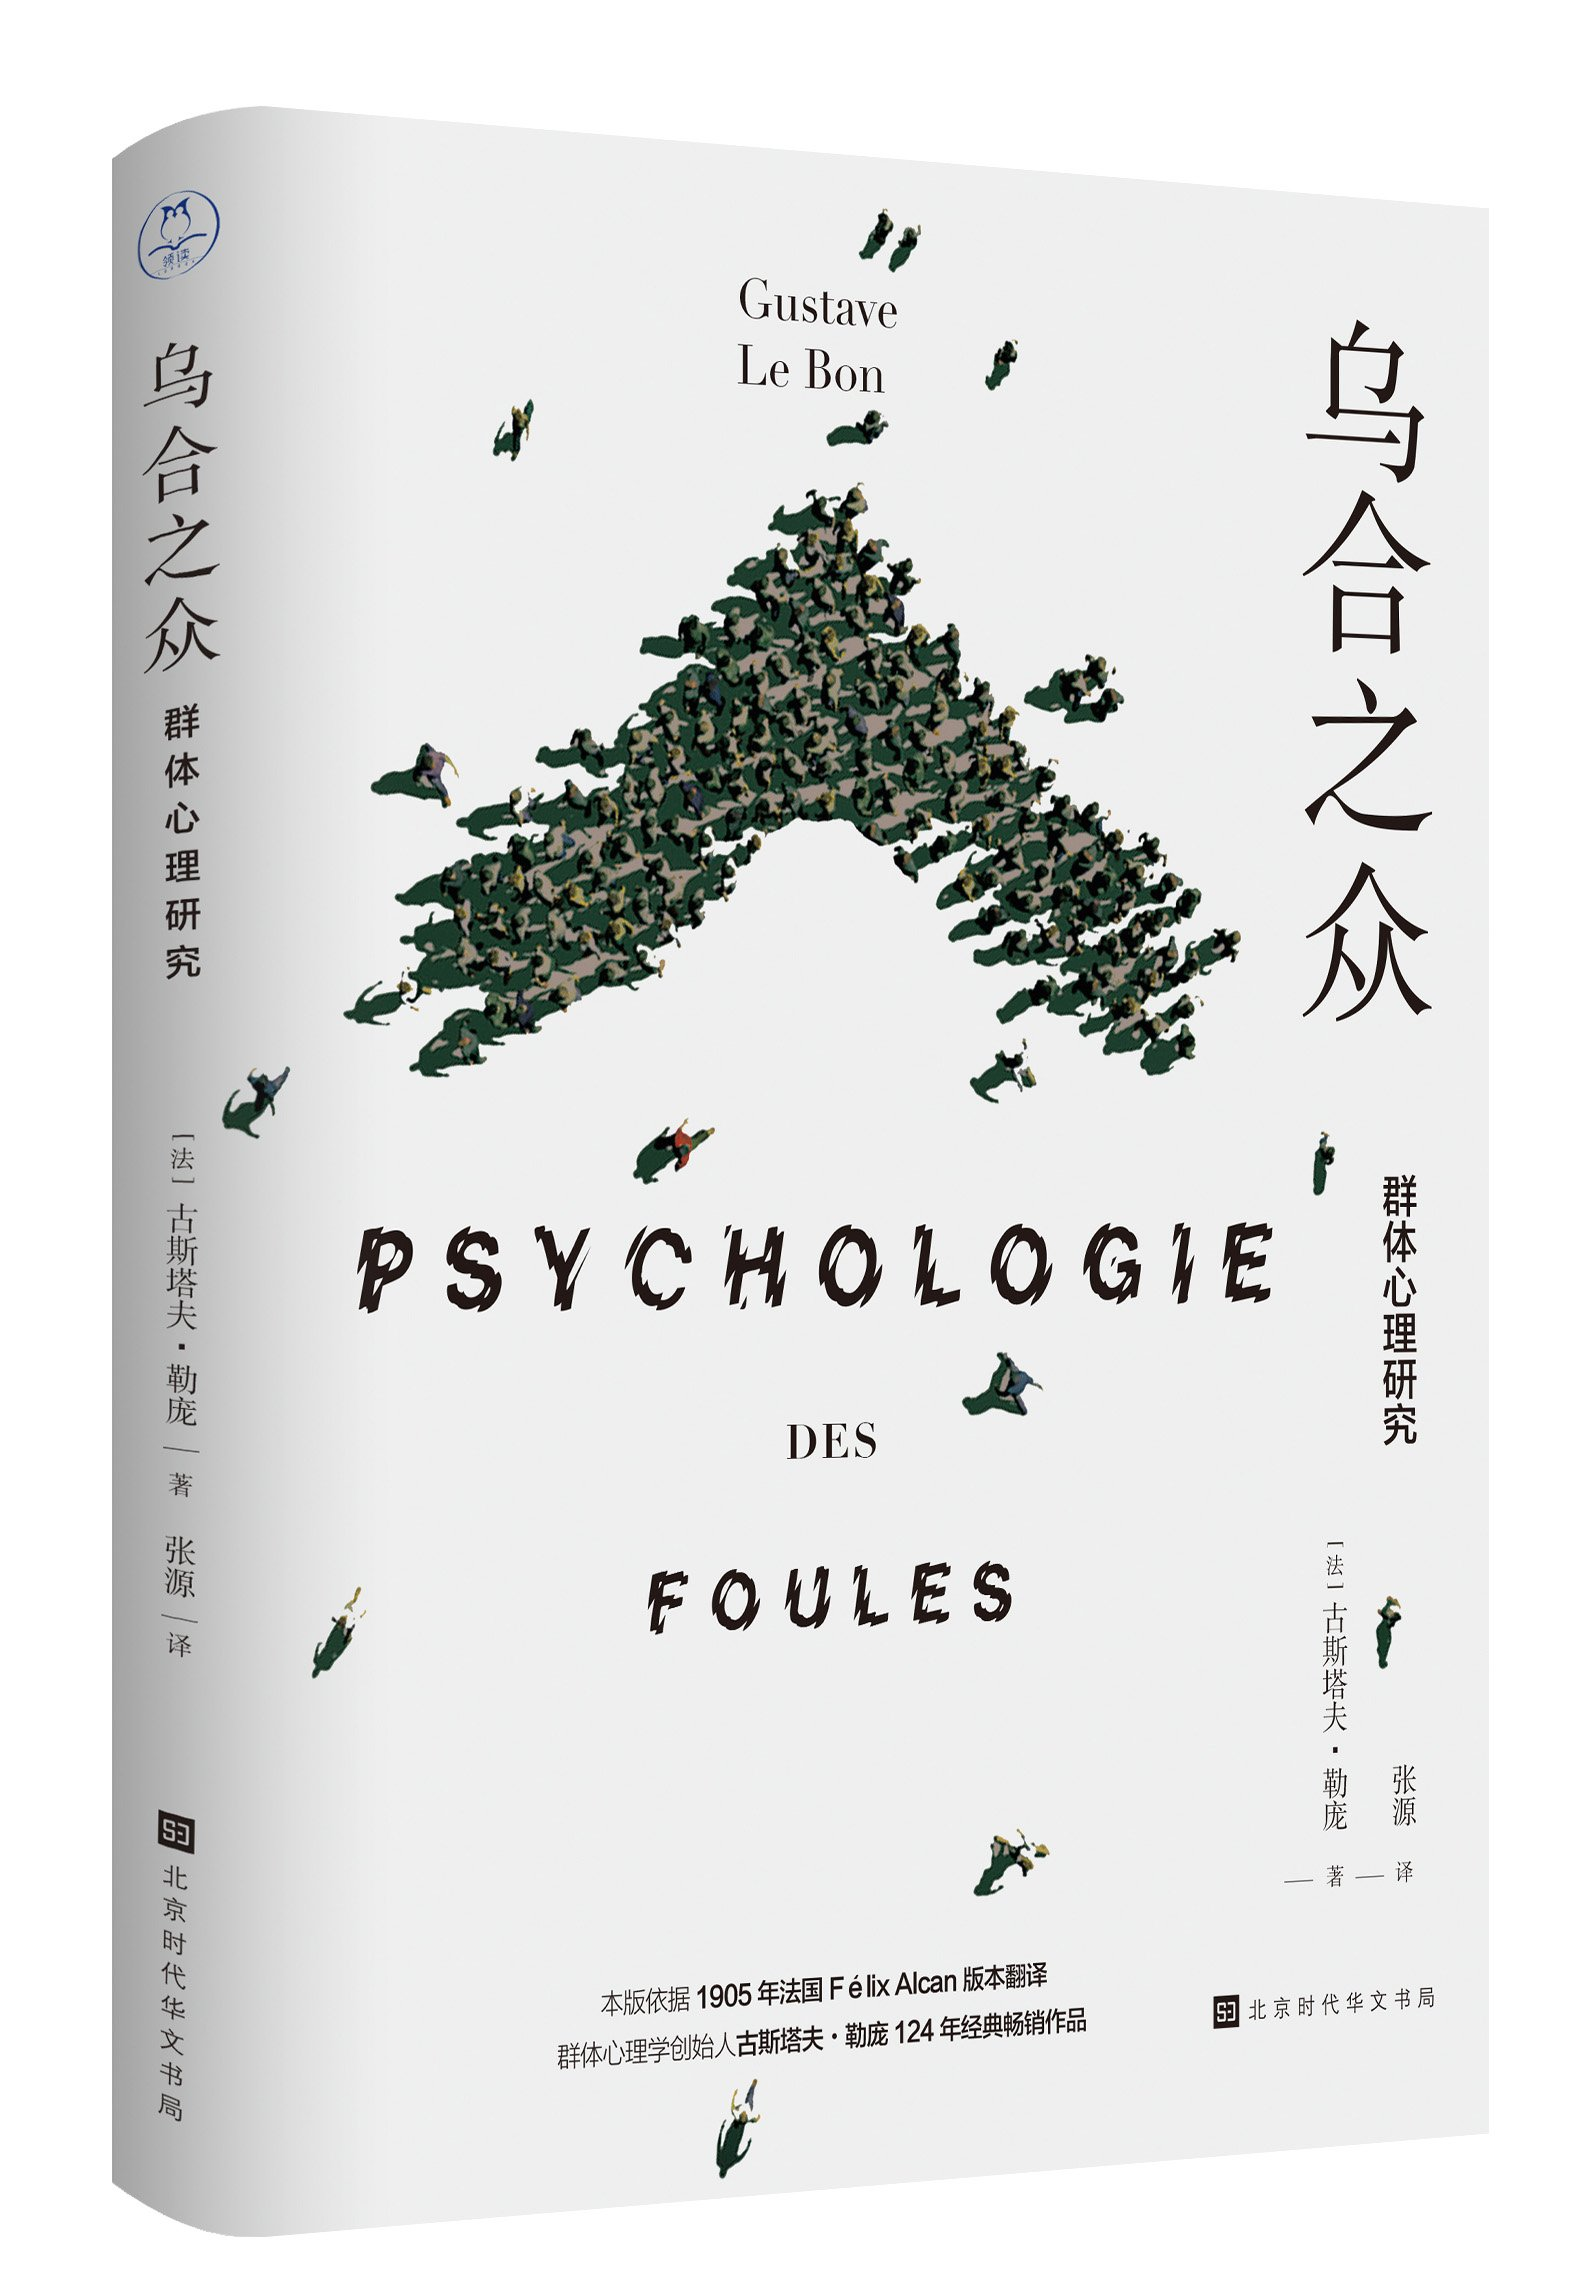 领读
乌合之众
群体心理研究
[法]古斯塔夫·勒庞—著
张源—译
北京时代华文书局
Gustave
Le Bon
乌合之众
群体心理研究
PSYCHOLOGIE
DES
FOULES
[法]古斯塔夫·勒庞—著—
张源 译
本版依据 1905 年法国 Félix Alcan 版本翻译
群体心理学创始人古斯塔夫·勒庞 124 年经典畅销作品
北京时代华文书局